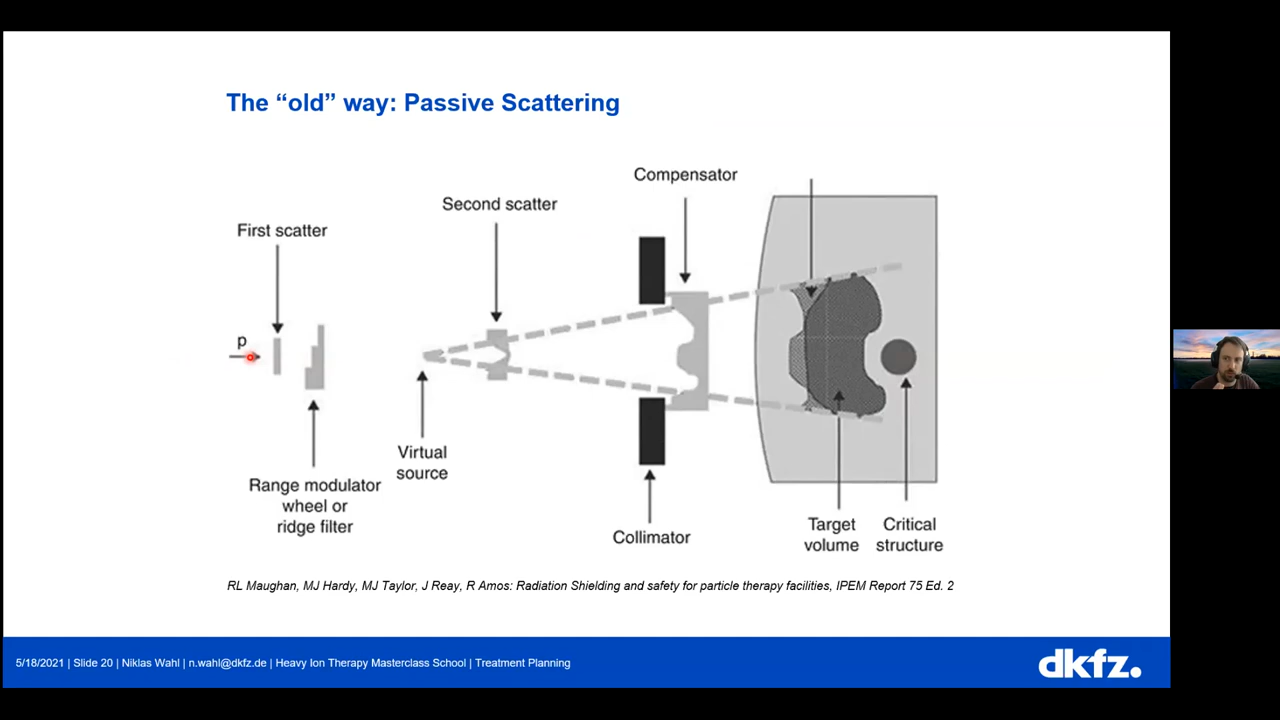 The “old” way: Passive Scattering
Compensator
Second scatter
First scatter
p
Virtual
source
Range modulator
wheel or
ridge filter
Collimator
Target
volume
Critical
structure
RL Maughan, MJ Hardy, MJ Taylor, J Reay, R Amos: Radiation Shielding and safety for particle therapy facilities, IPEM Report 75 Ed. 2
5/18/2021 | Slide 20 | Niklas Wahl | n.wahl@dkfz.de | Heavy Ion Therapy Masterclass School | Treatment Planning
dkfz.